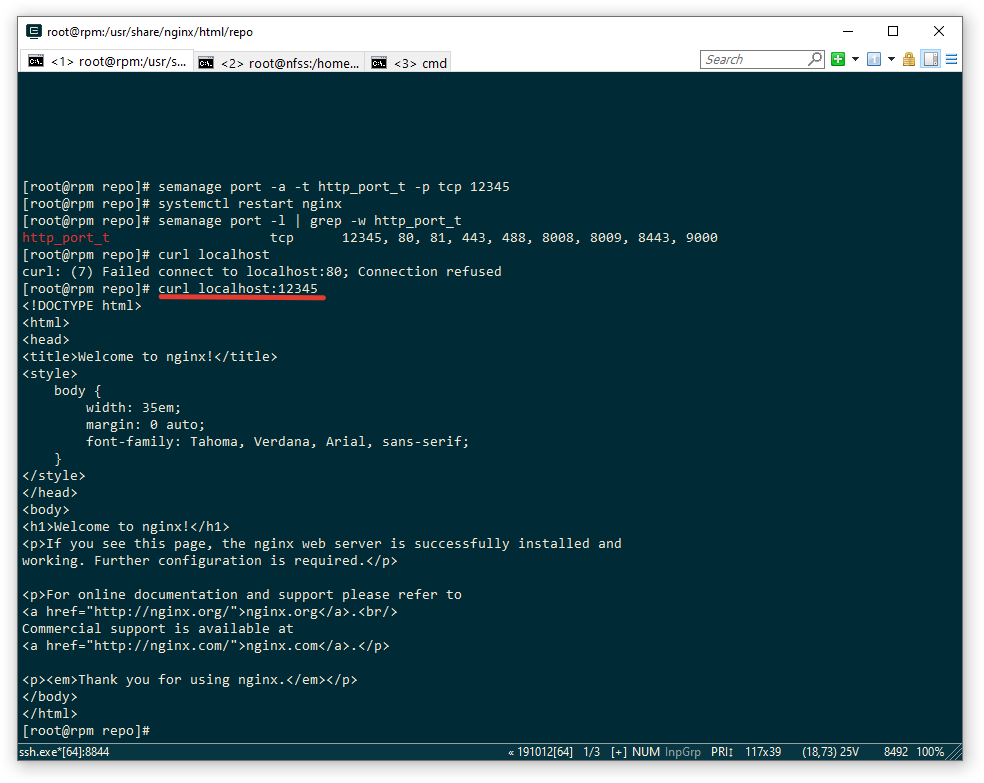 root@rpm:/usr/share/nginx/html/repo
<1> root@rpm:/usr/s... <2> root@nfss:/home... <3> cmd Search
[root@rpm repo]# semanage port -a -t http_port_t -p tcp 12345
[root@rpm repo]# systemctl restart nginx
[root@rpm repo]# semanage port -l | grep -w http_port_t
http_port_t                    tcp      12345, 80, 81, 443, 488, 8008, 8009, 8443, 9000
[root@rpm repo]# curl localhost
curl: (7) Failed connect to localhost:80; Connection refused
[root@rpm repo]# curl localhost:12345
<!DOCTYPE html>
<html>
<head>
<title>Welcome to nginx!</title>
<style>
    body {
        width: 35em;
        margin: 0 auto;
        font-family: Tahoma, Verdana, Arial, sans-serif;
    }
</style>
</head>
<body>
<h1>Welcome to nginx!</h1>
<p>If you see this page, the nginx web server is successfully installed and
working. Further configuration is required.</p>

<p>For online documentation and support please refer to
<a href="http://nginx.org/">nginx.org</a>.<br/>
Commercial support is available at
<a href="http://nginx.com/">nginx.com</a>.</p>

<p><em>Thank you for using nginx.</em></p>
</body>
</html>
[root@rpm repo]#
ssh.exe*[64]:8844 « 191012[64] 1/3 [+] NUM InpGrp PRI↕ 117x39 (18,73) 25V 8492 100%